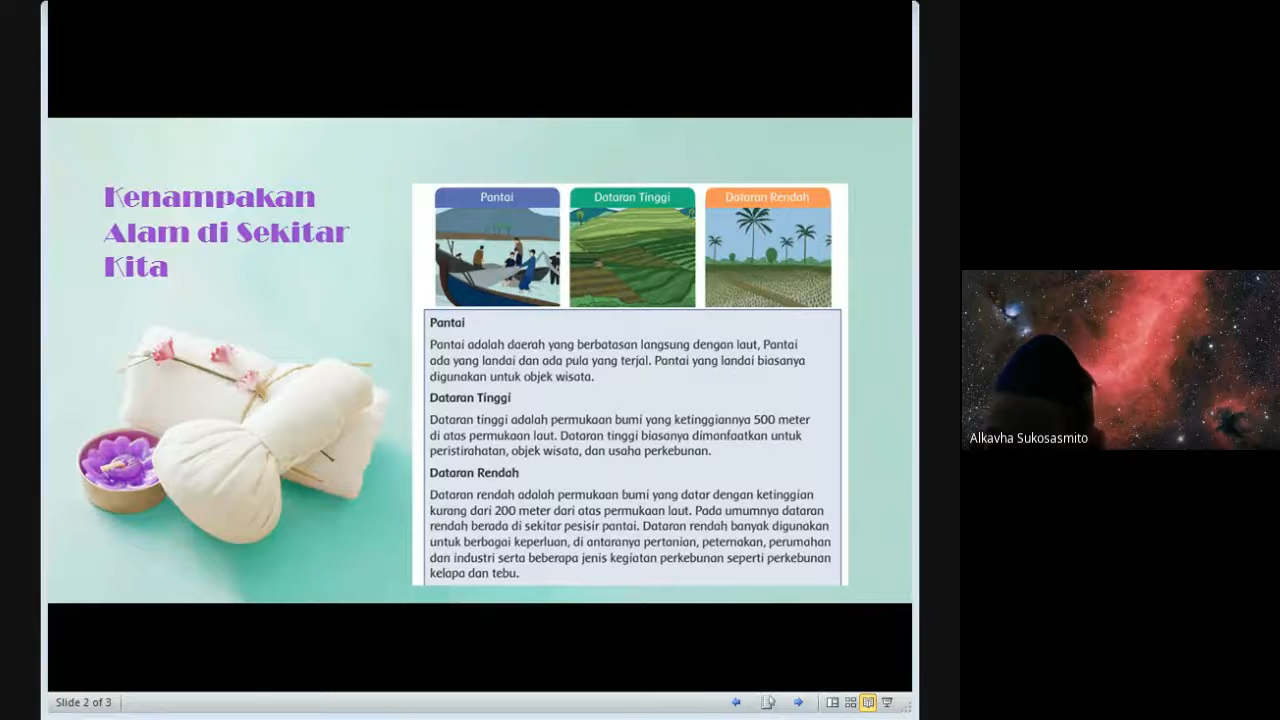 Kenampakan
Alam di Sekitar
Kita
Pantai
Dataran Tinggi
Dataran Rendah
Pantai
Pantai adalah daerah yang berbatasan langsung dengan laut, Pantai
ada yang landai dan ada pula yang terjal. Pantai yang landai biasanya
digunakan untuk objek wisata.
Dataran Tinggi
Dataran tinggi adalah permukaan bumi yang ketinggiannya 500 meter
di atas permukaan laut. Dataran tinggi biasanya dimanfaatkan untuk
peristirahatan, objek wisata, dan usaha perkebunan.
Dataran Rendah
Dataran rendah adalah permukaan bumi yang datar dengan ketinggian
kurang dari 200 meter dari atas permukaan laut. Pada umumnya dataran
rendah berada di sekitar pesisir pantai. Dataran rendah banyak digunakan
untuk berbagai keperluan, di antaranya pertanian, peternakan, perumahan
dan industri serta beberapa jenis kegiatan perkebunan seperti perkebunan
kelapa dan tebu.
Alkavha Sukosasmito
Slide 2 of 3